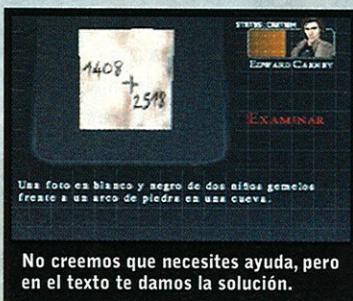 STATUS: CAUTION
EDWARD CARNBY
1408
+
2518
EXAMINAR
Una foto en blanco y negro de dos niños gemelos
frente a un arco de piedra en una cueva.
No creemos que necesites ayuda, pero
en el texto te damos la solución.